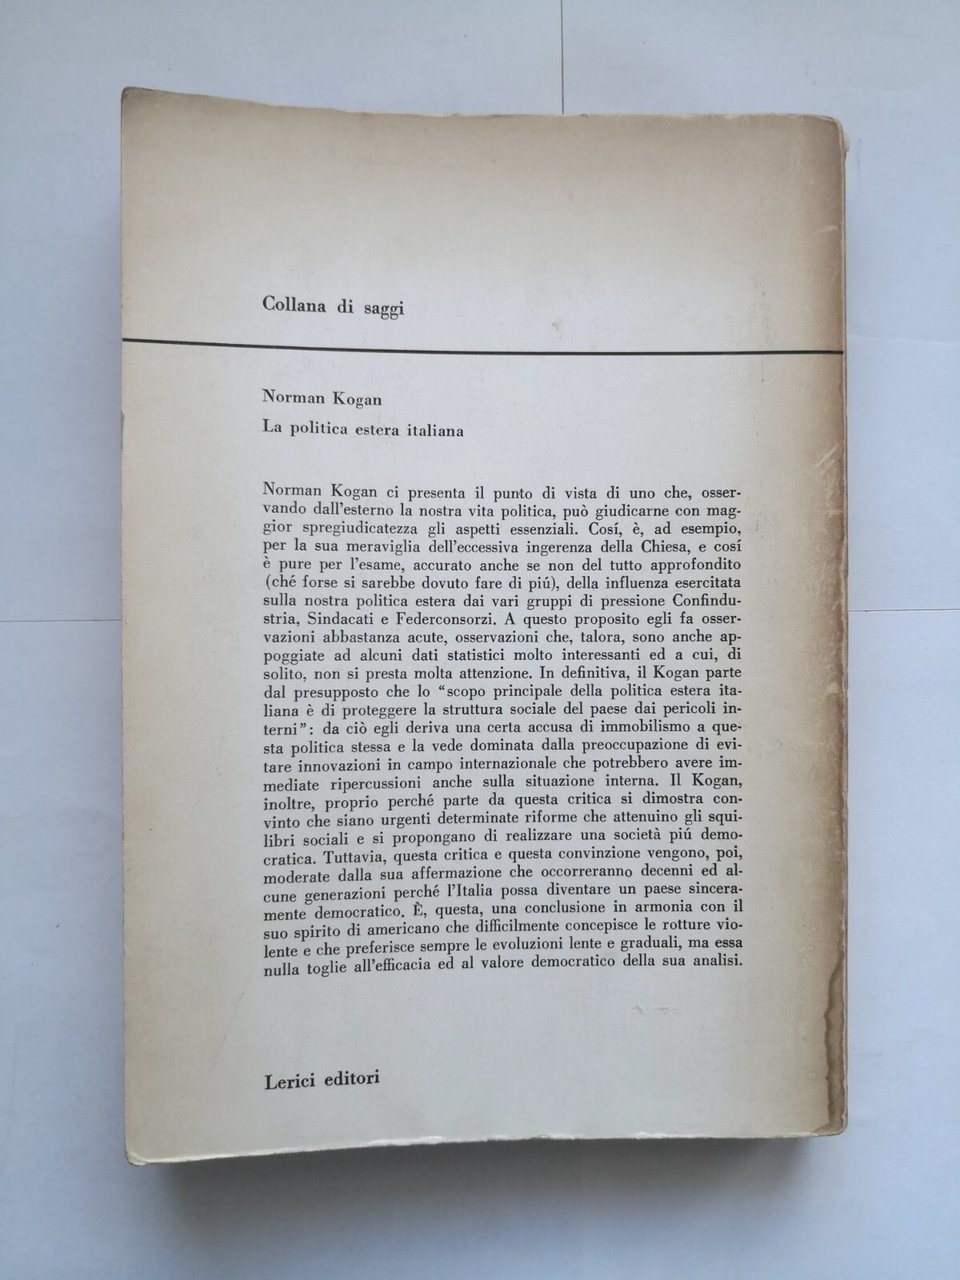 Collana di saggi
Norman Kogan
La politica estera italiana
Norman Kogan ci presenta il punto di vista di uno che, osser-
vando dall'esterno la nostra vita politica, può giudicarne con mag-
gior spregiudicatezza gli aspetti essenziali. Cosí, è, ad esempio,
per la sua meraviglia dell'eccessiva ingerenza della Chiesa, e cosí
è pure per l'esame, accurato anche se non del tutto approfondito
(ché forse si sarebbe dovuto fare di piú), della influenza esercitata
sulla nostra politica estera dai vari gruppi di pressione Confindu-
stria, Sindacati e Federconsorzi. A questo proposito egli fa osser-
vazioni abbastanza acute, osservazioni che, talora, sono anche ap-
poggiate ad alcuni dati statistici molto interessanti ed a cui, di
solito, non si presta molta attenzione. In definitiva, il Kogan parte
dal presupposto che lo "scopo principale della politica estera ita-
liana è di proteggere la struttura sociale del paese dai pericoli in-
terni": da ciò egli deriva una certa accusa di immobilismo a que-
sta politica stessa e la vede dominata dalla preoccupazione di evi-
tare innovazioni in campo internazionale che potrebbero avere im-
mediate ripercussioni anche sulla situazione interna. Il Kogan,
inoltre, proprio perché parte da questa critica si dimostra con-
vinto che siano urgenti determinate riforme che attenuino gli squi-
libri sociali e si propongano di realizzare una società piú demo-
cratica. Tuttavia, questa critica e questa convinzione vengono, poi,
moderate dalla sua affermazione che occorreranno decenni ed al-
cune generazioni perché l'Italia possa diventare un paese sincera-
mente democratico. È, questa, una conclusione in armonia con il
suo spirito di americano che difficilmente concepisce le rotture vio-
lente e che preferisce sempre le evoluzioni lente e graduali, ma essa
nulla toglie all'efficacia ed al valore democratico della sua analisi.
Lerici editori